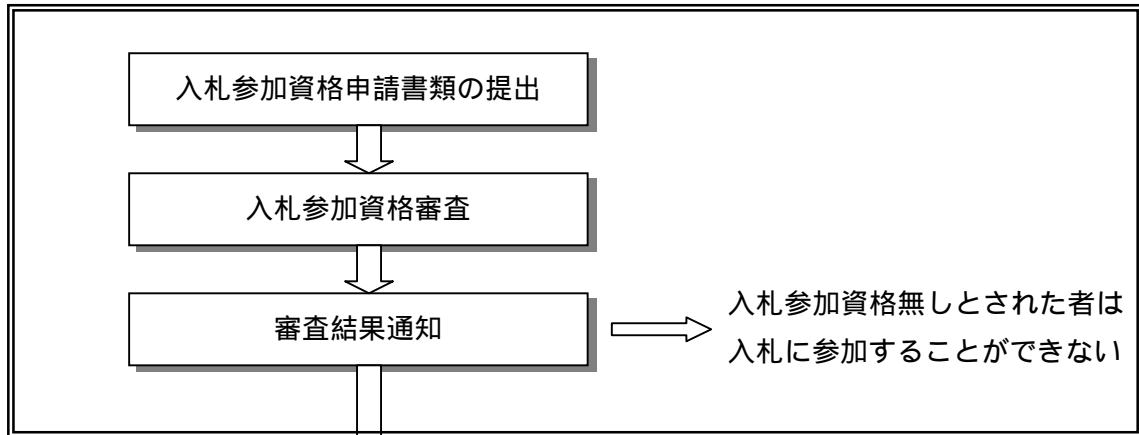 入札参加資格申請書類の提出
入札参加資格審査
審査結果通知
入札参加資格無しとされた者は
入札に参加することができない